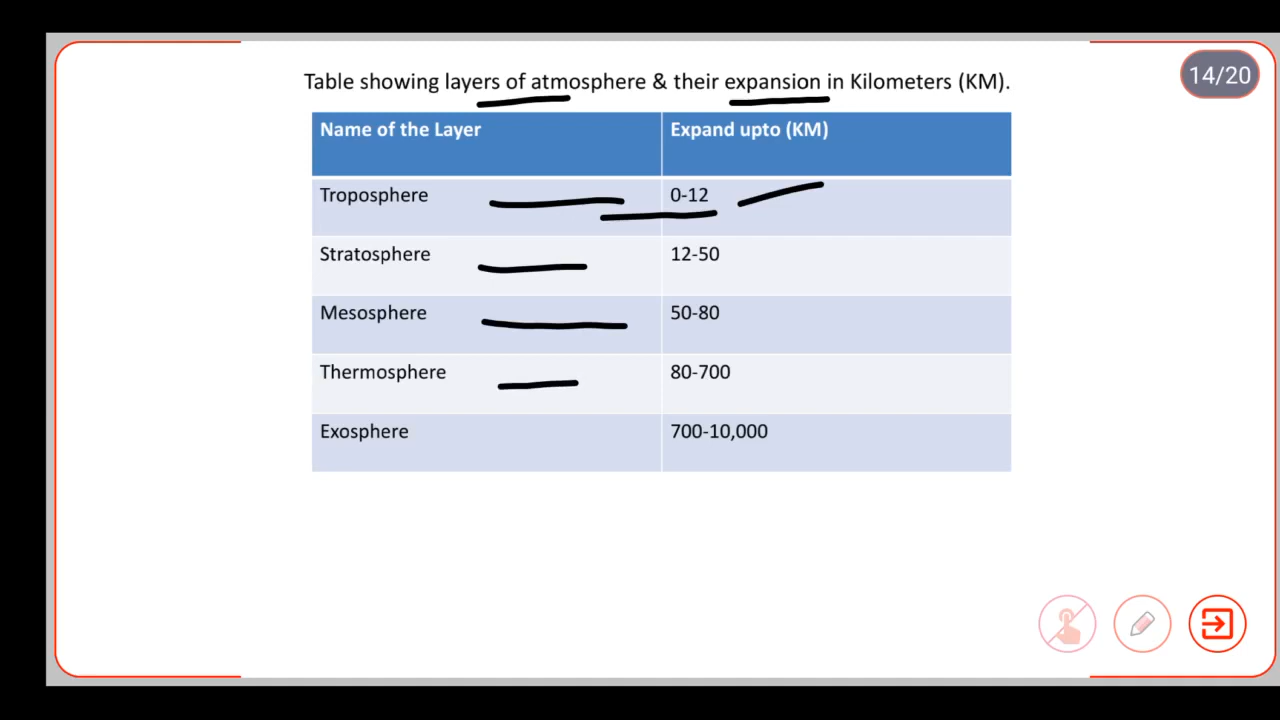 14/20
Table showing layers of atmosphere & their expansion in Kilometers (KM).
Name of the Layer Expand upto (KM)
Troposphere 0-12
Stratosphere 12-50
Mesosphere 50-80
Thermosphere 80-700
Exosphere 700-10,000